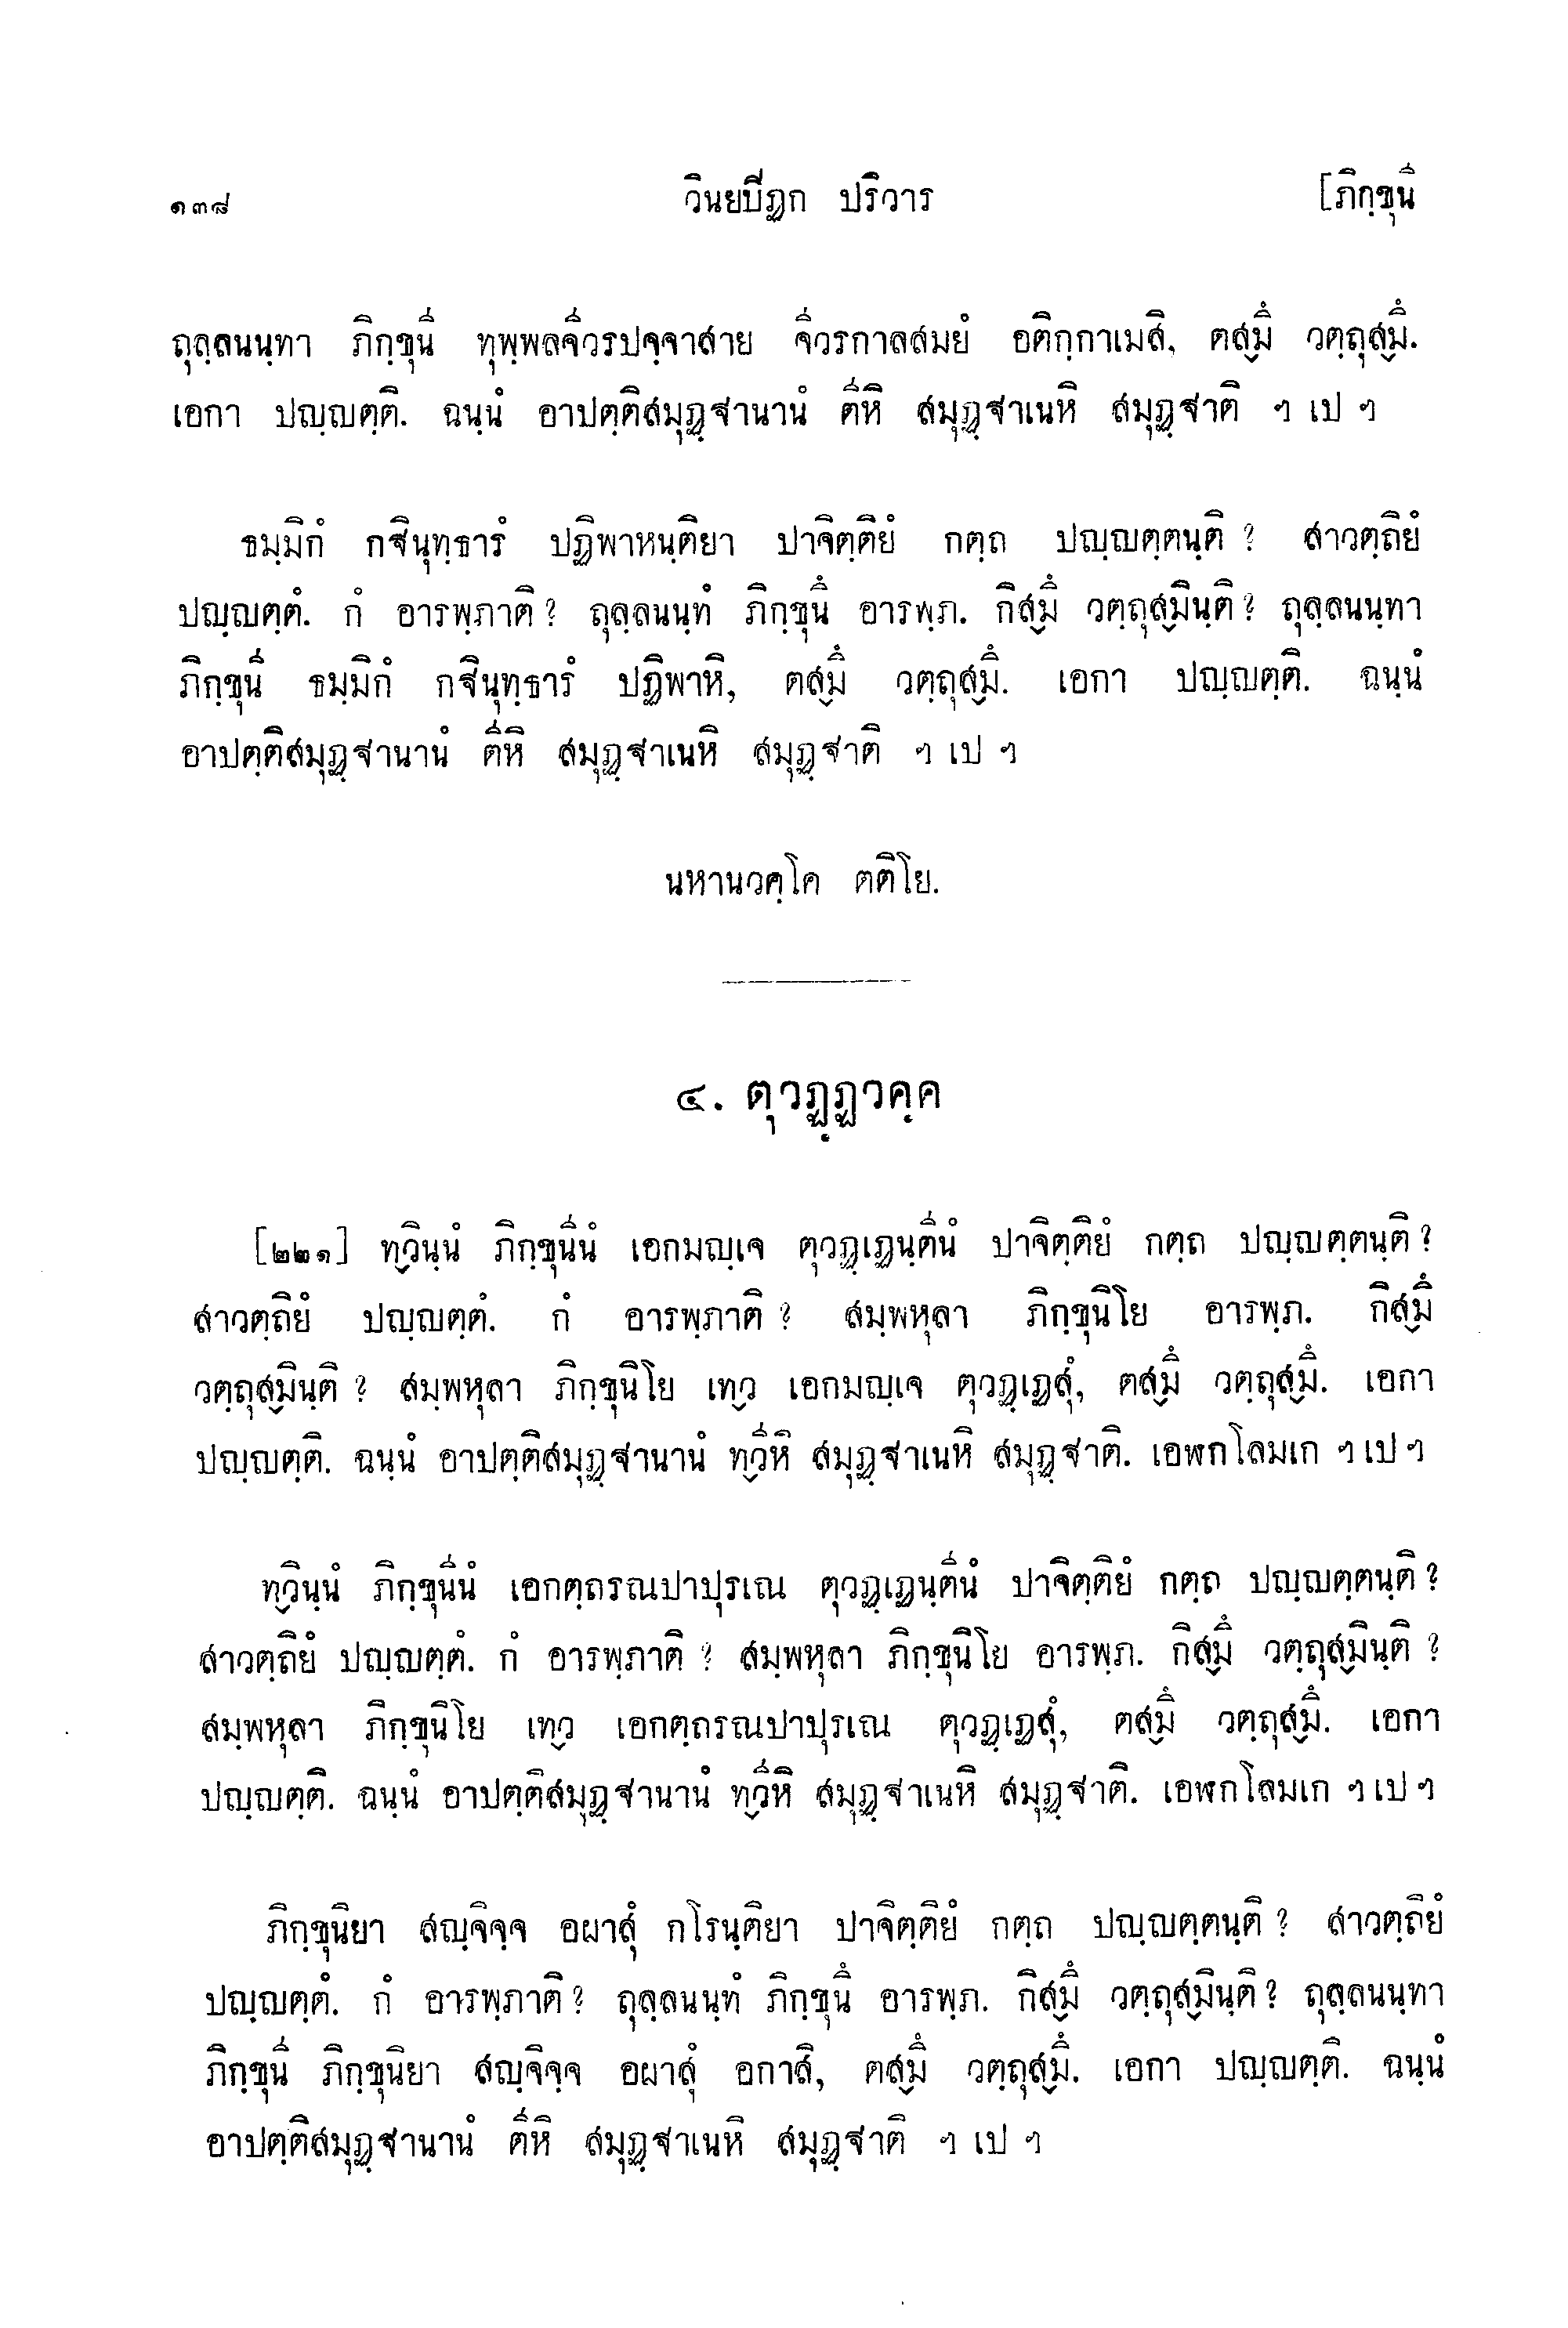 ๑๓๘ วินยปิฏก ปริวาร [ภิกฺขุนี
ถุลฺลนนฺทา ภิกฺขุนี ทุพฺพลจีวรปจฺจาสาย จีวรกาลสมยํ อติกฺกาเมสิ, ตสฺมึ วตฺถุสฺมึ.
เอกา ปญฺญตฺติ. ฉนฺนํ อาปตฺติสมุฏฺฐานานํ ตีหิ สมุฏฺฐาเนหิ สมุฏฺฐาติ ฯ เป ฯ
ธมฺมิกํ กฐินุทฺธารํ ปฏิพาหนฺติยา ปาจิตฺติยํ กตฺถ ปญฺญตฺตนฺติ ? สาวตฺถิยํ
ปญฺญตฺตํ. กํ อารพฺภาติ ? ถุลฺลนนฺทํ ภิกฺขุนึ อารพฺภ. กิสฺมึ วตฺถุสฺมินฺติ ? ถุลฺลนนฺทา
ภิกฺขุนี ธมฺมิกํ กฐินุทฺธารํ ปฏิพาหิ, ตสฺมึ วตฺถุสฺมึ. เอกา ปญฺญตฺติ. ฉนฺนํ
อาปตฺติสมุฏฺฐานานํ ตีหิ สมุฏฺฐาเนหิ สมุฏฺฐาติ ฯ เป ฯ
นหานวคฺโค ตติโย.
๔. ตุวฏฺฏวคฺค
[๒๒๑] ทฺวินฺนํ ภิกฺขุนีนํ เอกมญฺเจ ตุวฏฺเฏนฺตีนํ ปาจิตฺติยํ กตฺถ ปญฺญตฺตนฺติ ?
สาวตฺถิยํ ปญฺญตฺตํ. กํ อารพฺภาติ ? สมฺพหุลา ภิกฺขุนิโย อารพฺภ. กิสฺมึ
วตฺถุสฺมินฺติ ? สมฺพหุลา ภิกฺขุนิโย เทฺว เอกมญฺเจ ตุวฏฺเฏสุํ, ตสฺมึ วตฺถุสฺมึ. เอกา
ปญฺญตฺติ. ฉนฺนํ อาปตฺติสมุฏฺฐานานํ ทฺวีหิ สมุฏฺฐาเนหิ สมุฏฺฐาติ. เอฬกโลมเก ฯ เป ฯ
ทฺวินฺนํ ภิกฺขุนีนํ เอกตฺถรณปาปุรเณ ตุวฏฺเฏนฺตีนํ ปาจิตฺติยํ กตฺถ ปญฺญตฺตนฺติ ?
สาวตฺถิยํ ปญฺญตฺตํ. กํ อารพฺภาติ ? สมฺพหุลา ภิกฺขุนิโย อารพฺภ. กิสฺมึ วตฺถุสฺมินฺติ ?
สมฺพหุลา ภิกฺขุนิโย เทฺว เอกตฺถรณปาปุรเณ ตุวฏฺเฏสุํ, ตสฺมึ วตฺถุสฺมึ. เอกา
ปญฺญตฺติ. ฉนฺนํ อาปตฺติสมุฏฺฐานานํ ทฺวีหิ สมุฏฺฐาเนหิ สมุฏฺฐาติ. เอฬกโลมเก ฯ เป ฯ
ภิกฺขุนิยา สญฺจิจฺจ อผาสุํ กโรนฺติยา ปาจิตฺติยํ กตฺถ ปญฺญตฺตนฺติ ? สาวตฺถิยํ
ปญฺญตฺตํ. กํ อารพฺภาติ ? ถุลฺลนนฺทํ ภิกฺขุนึ อารพฺภ. กิสฺมึ วตฺถุสฺมินฺติ ? ถุลฺลนนฺทา
ภิกฺขุนี ภิกฺขุนิยา สญฺจิจฺจ อผาสุํ อกาสิ, ตสฺมึ วตฺถุสฺมึ. เอกา ปญฺญตฺติ. ฉนฺนํ
อาปตฺติสมุฏฺฐานานํ ตีหิ สมุฏฺฐาเนหิ สมุฏฺฐาติ ฯ เป ฯ